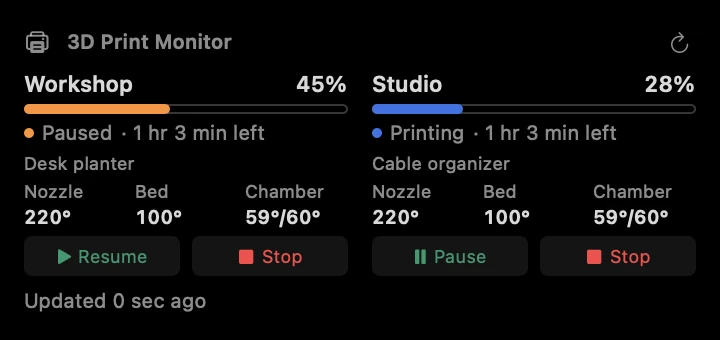 3D Print Monitor
Workshop 45%
Paused · 1 hr 3 min left
Desk planter
Nozzle Bed Chamber
220° 100° 59°/60°
Resume Stop
Studio 28%
Printing · 1 hr 3 min left
Cable organizer
Nozzle Bed Chamber
220° 100° 59°/60°
Pause Stop
Updated 0 sec ago